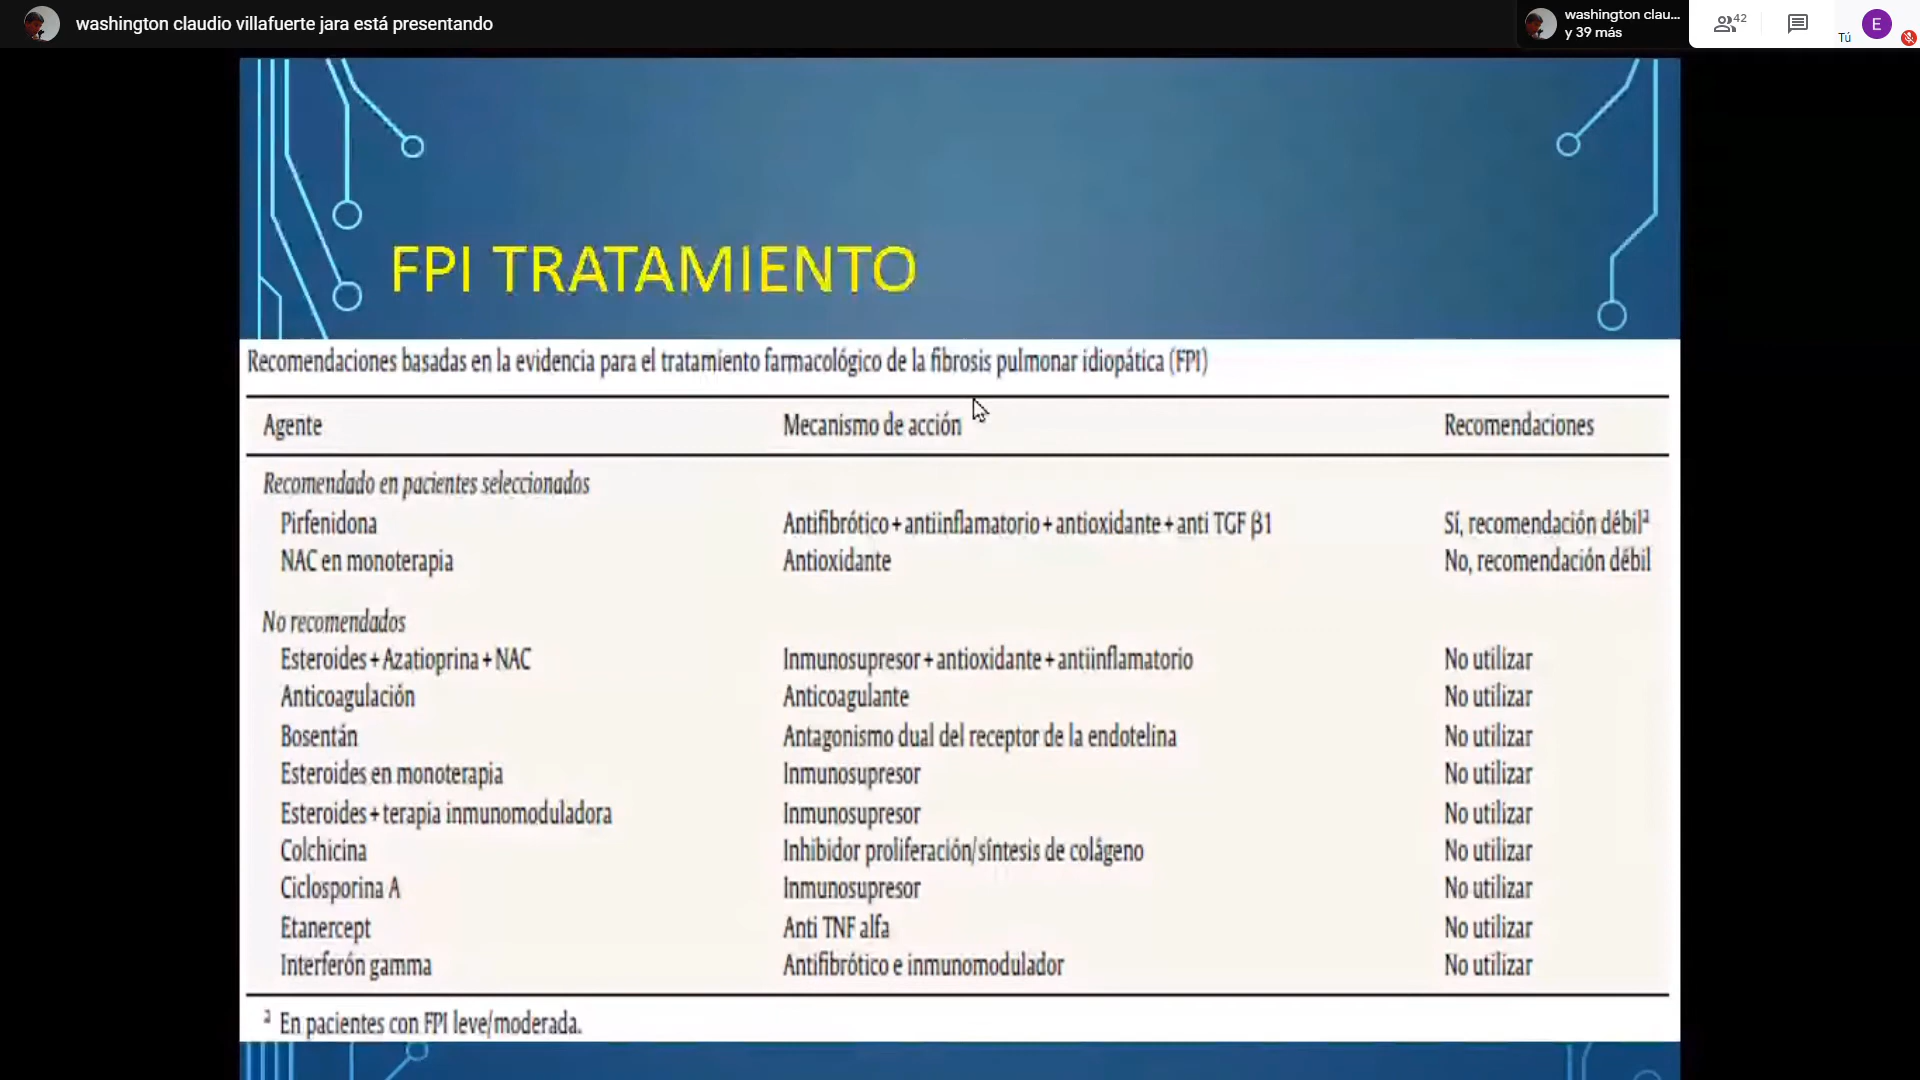 washington claudio villafuerte jara está presentando
washington clau...
y 39 más
42
Tú
E
FPI TRATAMIENTO
Recomendaciones basadas en la evidencia para el tratamiento farmacológico de la fibrosis pulmonar idiopática (FPI)
Agente Mecanismo de acción Recomendaciones
Recomendado en pacientes seleccionados
Pirfenidona Antifibrótico + antiinflamatorio + antioxidante + anti TGF β1 Sí, recomendación débilª
NAC en monoterapia Antioxidante No, recomendación débil
No recomendados
Esteroides + Azatioprina + NAC Inmunosupresor + antioxidante + antiinflamatorio No utilizar
Anticoagulación Anticoagulante No utilizar
Bosentán Antagonismo dual del receptor de la endotelina No utilizar
Esteroides en monoterapia Inmunosupresor No utilizar
Esteroides + terapia inmunomoduladora Inmunosupresor No utilizar
Colchicina Inhibidor proliferación/síntesis de colágeno No utilizar
Ciclosporina A Inmunosupresor No utilizar
Etanercept Anti TNF alfa No utilizar
Interferón gamma Antifibrótico e inmunomodulador No utilizar
ª En pacientes con FPI leve/moderada.